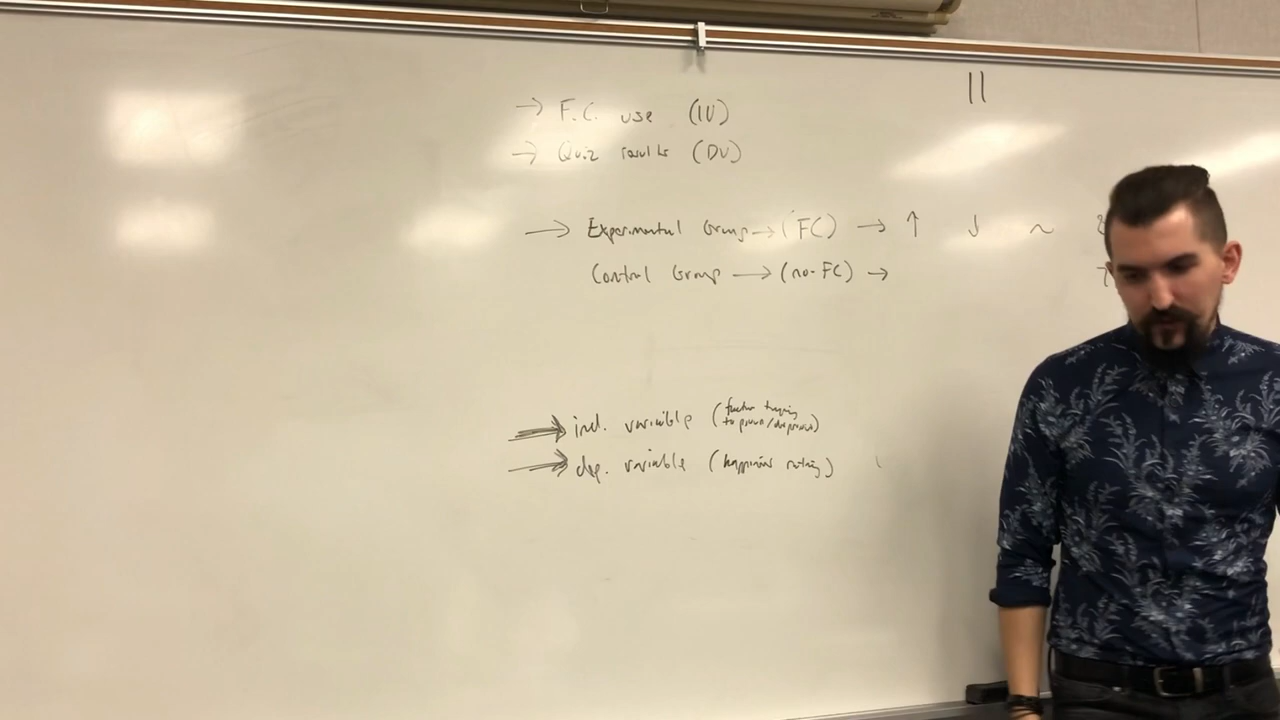 ||
→ F.C. use (IV)
→ Quiz results (DV)
→ Experimental Group → (FC) → ↑ ↓ ~
Control Group → (no-FC) → 7
→ ind. variable (factor trying
to prove/disprove)
→ dep. variable (happiness rating) (